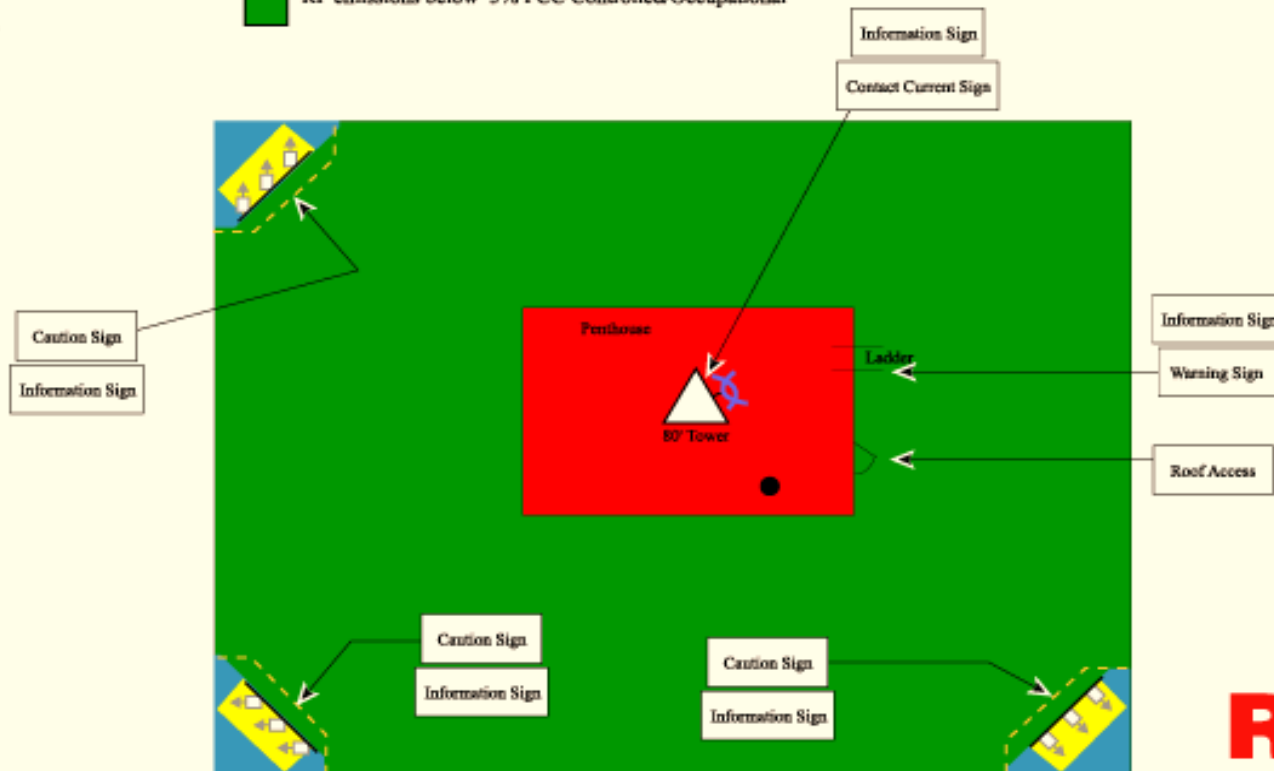 Information Sign
Contact Current Sign
Caution Sign
Information Sign
Penthouse
Ladder
80' Tower
Information Sign
Warning Sign
Roof Access
Caution Sign
Information Sign
Caution Sign
Information Sign
R